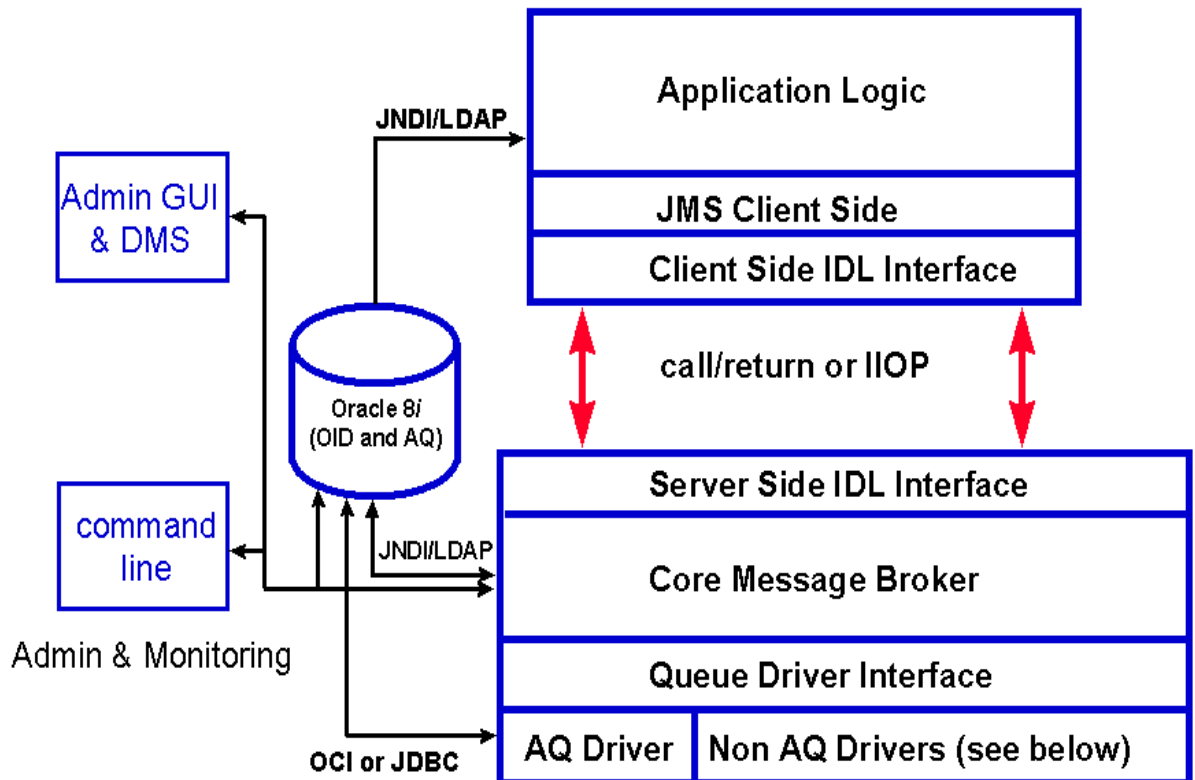 Application Logic
JNDI/LDAP
Admin GUI
& DMS
JMS Client Side
Client Side IDL Interface
call/return or IIOP
Oracle 8i
(OID and AQ)
Server Side IDL Interface
command
line
JNDI/LDAP
Core Message Broker
Admin & Monitoring
Queue Driver Interface
OCI or JDBC
AQ Driver
Non AQ Drivers (see below)